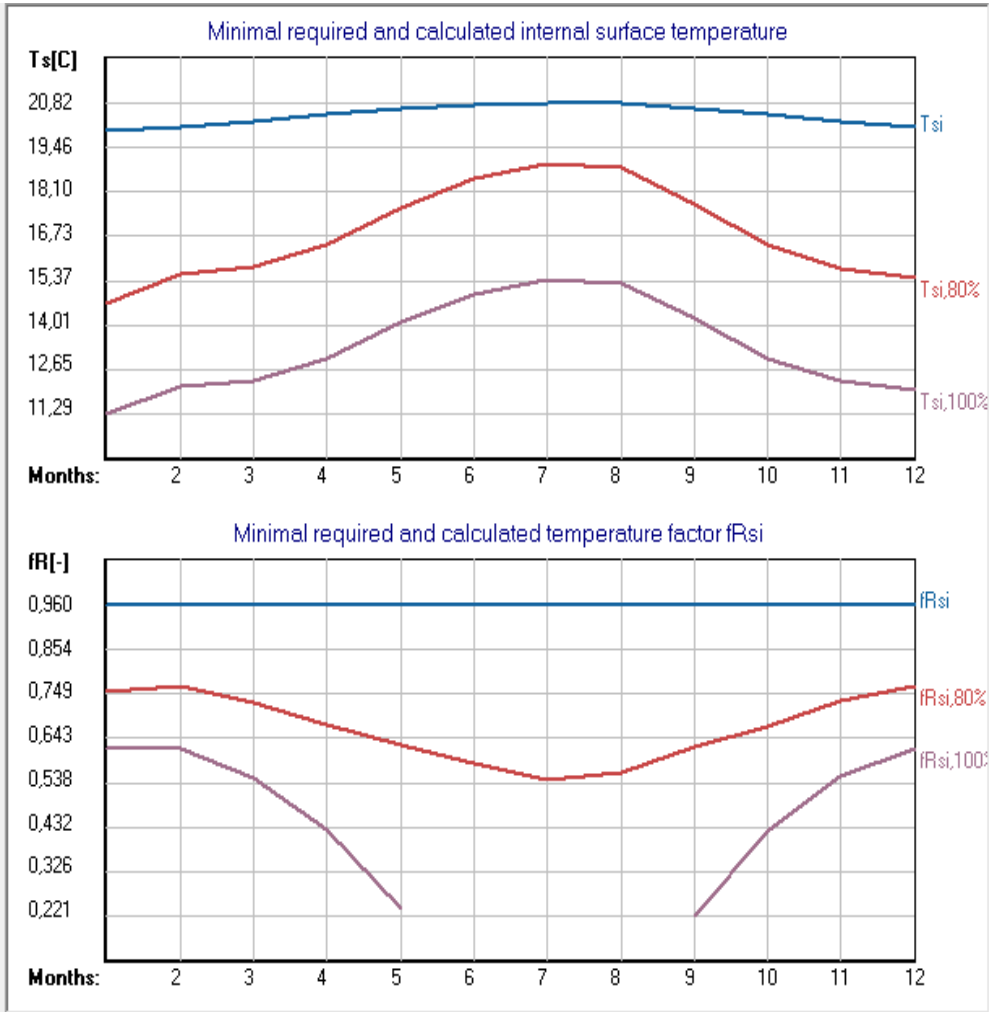 Minimal required and calculated internal surface temperature
Ts[C]
20,82
Tsi
19,46
18,10
16,73
15,37
Tsi,80%
14,01
12,65
Tsi,100%
11,29
Months: 2 3 4 5 6 7 8 9 10 11 12
Minimal required and calculated temperature factor fRsi
fR[-]
0,960
fRsi
0,854
0,749
fRsi,80%
0,643
fRsi,100%
0,538
0,432
0,326
0,221
Months: 2 3 4 5 6 7 8 9 10 11 12